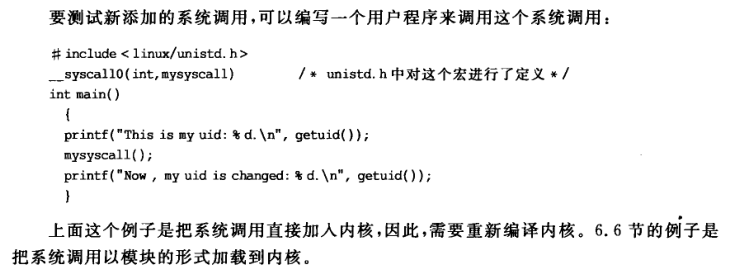 要测试新添加的系统调用,可以编写一个用户程序来调用这个系统调用:
# include < linux/unistd. h>
__syscall0( int,mysyscall)    / * unistd. h 中对这个宏进行了定义 * /
int main()
{
printf("This is my uid: % d. \n", getuid());
mysyscall();
printf("Now , my uid is changed: % d. \n", getuid());
}
上面这个例子是把系统调用直接加入内核,因此,需要重新编译内核。6.6 节的例子是
把系统调用以模块的形式加载到内核。